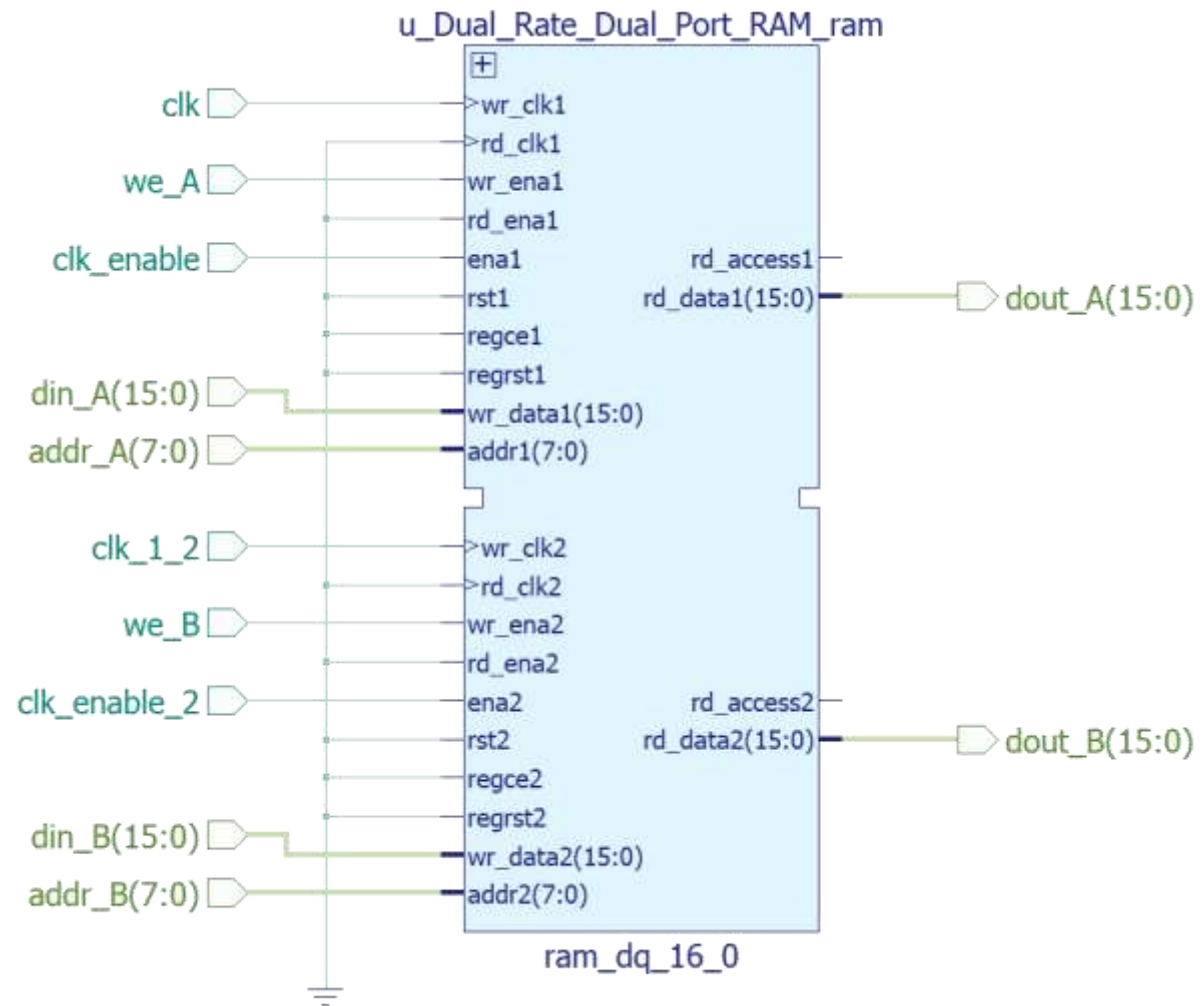 u_Dual_Rate_Dual_Port_RAM_ram
+
clk
wr_clk1
rd_clk1
we_A
wr_ena1
rd_ena1
clk_enable
ena1
rd_access1
rst1
rd_data1(15:0)
dout_A(15:0)
regce1
regrst1
din_A(15:0)
wr_data1(15:0)
addr_A(7:0)
addr1(7:0)
clk_1_2
wr_clk2
rd_clk2
we_B
wr_ena2
rd_ena2
clk_enable_2
ena2
rd_access2
rst2
rd_data2(15:0)
dout_B(15:0)
regce2
regrst2
din_B(15:0)
wr_data2(15:0)
addr_B(7:0)
addr2(7:0)
ram_dq_16_0